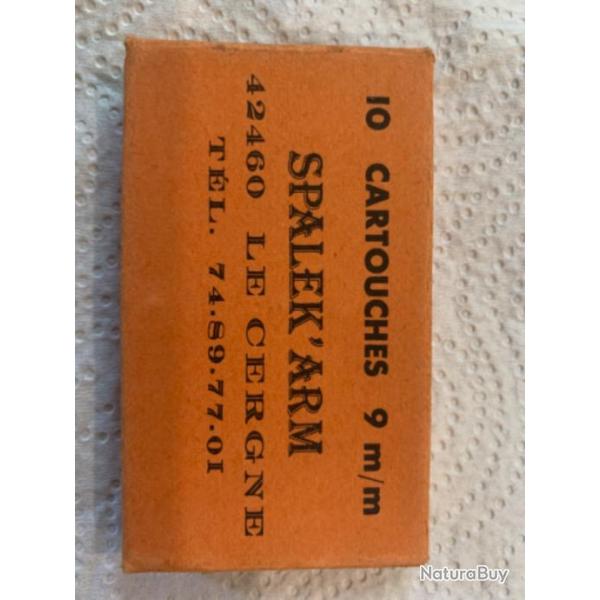 10 CARTOUCHES 9 m/m
SPALEK'ARM
42460 LE CERGNE
TÉL. 74.89.77.01
NaturaBuy